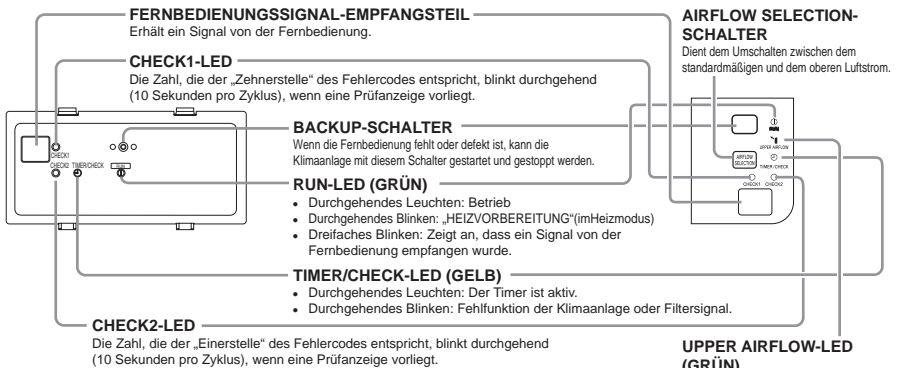 FERNBEDIENUNGSSIGNAL-EMPFANGSTEIL
Erhält ein Signal von der Fernbedienung.
CHECK1-LED
Die Zahl, die der „Zehnerstelle“ des Fehlercodes entspricht, blinkt durchgehend
(10 Sekunden pro Zyklus), wenn eine Prüfanzeige vorliegt.
BACKUP-SCHALTER
Wenn die Fernbedienung fehlt oder defekt ist, kann die
Klimaanlage mit diesem Schalter gestartet und gestoppt werden.
RUN-LED (GRÜN)
• Durchgehendes Leuchten: Betrieb
• Durchgehendes Blinken: „HEIZVORBEREITUNG“(imHeizmodus)
• Dreifaches Blinken: Zeigt an, dass ein Signal von der
Fernbedienung empfangen wurde.
TIMER/CHECK-LED (GELB)
• Durchgehendes Leuchten: Der Timer ist aktiv.
• Durchgehendes Blinken: Fehlfunktion der Klimaanlage oder Filtersignal.
CHECK2-LED
Die Zahl, die der „Einerstelle“ des Fehlercodes entspricht, blinkt durchgehend
(10 Sekunden pro Zyklus), wenn eine Prüfanzeige vorliegt.
CHECK1
CHECK2 TIMER/CHECK
RUN
AIRFLOW SELECTION-
SCHALTER
Dient dem Umschalten zwischen dem
standardmäßigen und dem oberen Luftstrom.
UPPER AIRFLOW
AIRFLOW
SELECTION
TIMER/CHECK
CHECK1 CHECK2
UPPER AIRFLOW-LED
(GRÜN)